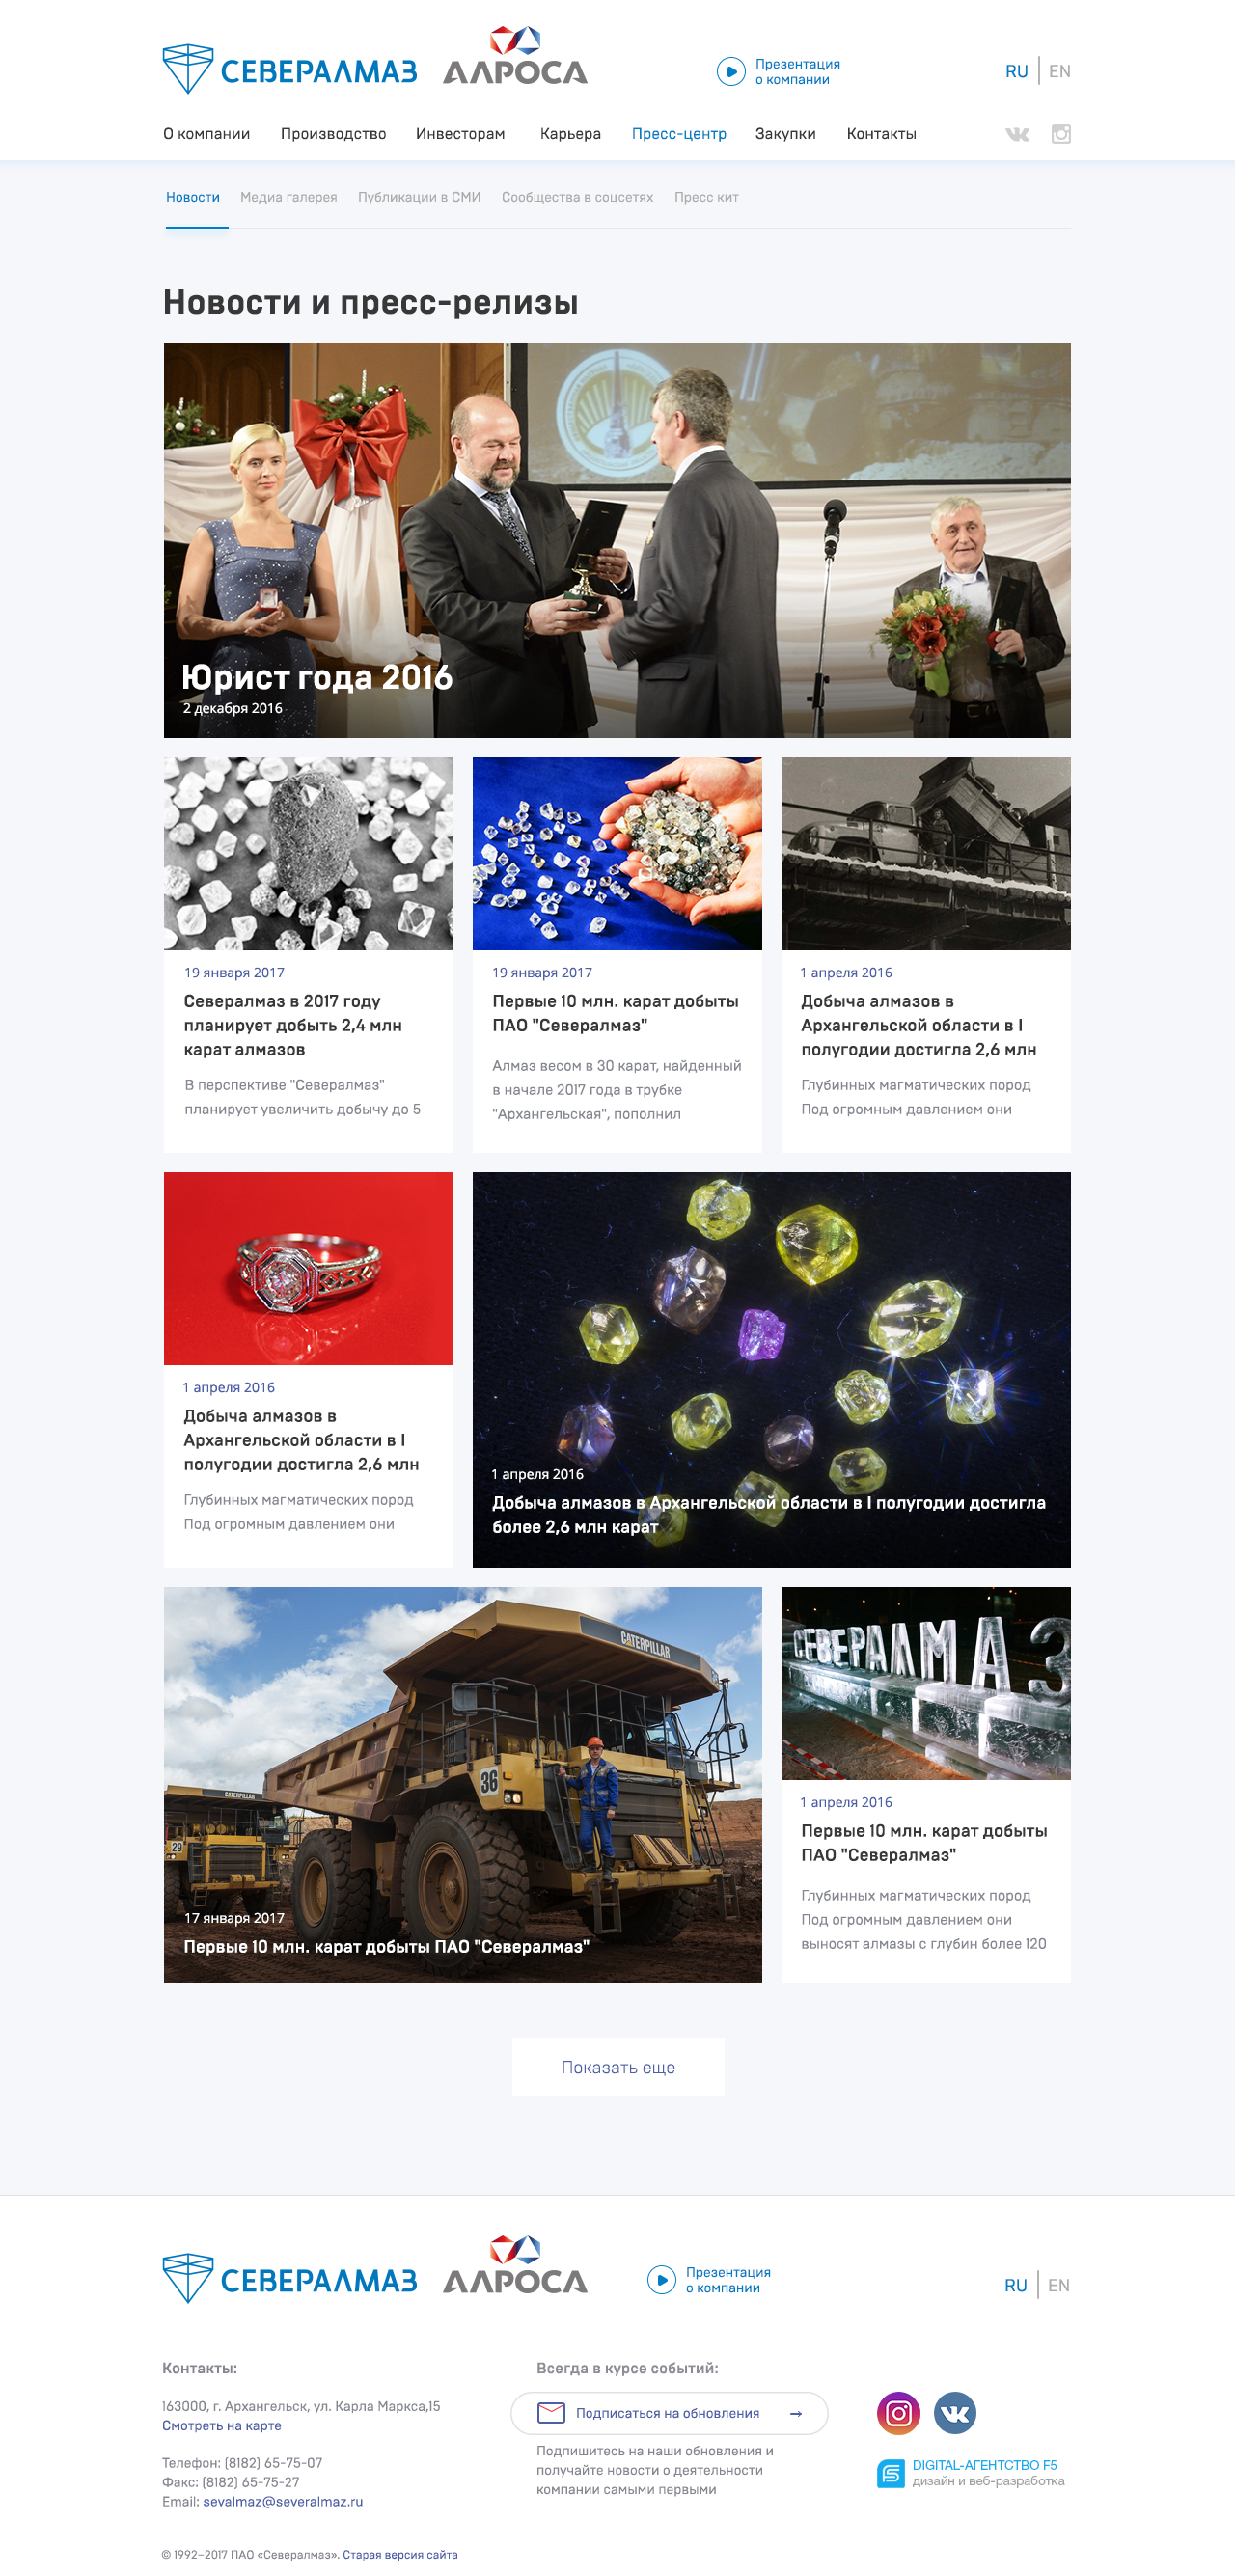 СЕВЕРАЛМАЗ
АЛРОСА
Презентация
о компании
RU
EN
О компании
Производство
Инвесторам
Карьера
Пресс-центр
Закупки
Контакты
Новости
Медиа галерея
Публикации в СМИ
Сообщества в соцсетях
Пресс кит
Новости и пресс-релизы
Юрист года 2016
2 декабря 2016
19 января 2017
Севералмаз в 2017 году
планирует добыть 2,4 млн
карат алмазов
В перспективе "Севералмаз"
планирует увеличить добычу до 5
19 января 2017
Первые 10 млн. карат добыты
ПАО "Севералмаз"
Алмаз весом в 30 карат, найденный
в начале 2017 года в трубке
"Архангельская", пополнил
1 апреля 2016
Добыча алмазов в
Архангельской области в I
полугодии достигла 2,6 млн
Глубинных магматических пород
Под огромным давлением они
1 апреля 2016
Добыча алмазов в
Архангельской области в I
полугодии достигла 2,6 млн
Глубинных магматических пород
Под огромным давлением они
1 апреля 2016
Добыча алмазов в Архангельской области в I полугодии достигла
более 2,6 млн карат
CATERPILLAR
36
CATERPILLAR
29
17 января 2017
Первые 10 млн. карат добыты ПАО "Севералмаз"
СЕВЕРАЛМАЗ
1 апреля 2016
Первые 10 млн. карат добыты
ПАО "Севералмаз"
Глубинных магматических пород
Под огромным давлением они
выносят алмазы с глубин более 120
Показать еще
СЕВЕРАЛМАЗ
АЛРОСА
Презентация
о компании
RU
EN
Контакты:
163000, г. Архангельск, ул. Карла Маркса,15
Смотреть на карте
Телефон: (8182) 65-75-07
Факс: (8182) 65-75-27
Email: sevalmaz@severalmaz.ru
Всегда в курсе событий:
Подписаться на обновления →
Подпишитесь на наши обновления и
получайте новости о деятельности
компании самыми первыми
DIGITAL-АГЕНТСТВО F5
дизайн и веб-разработка
© 1992–2017 ПАО «Севералмаз». Старая версия сайта